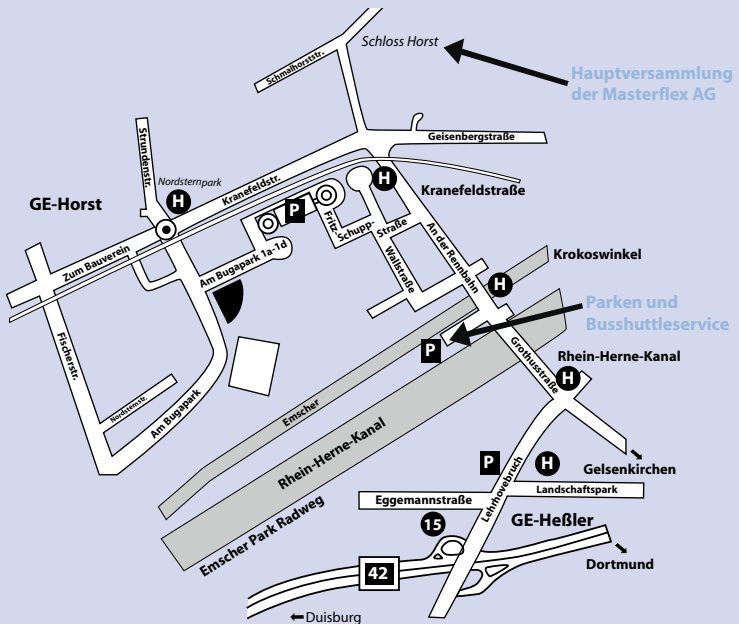 Schloss Horst
Schmalhorststr.
Hauptversammlung
der Masterflex AG
Geisenbergstraße
Strundenstr.
Nordsternpark
H
Kranefeldstr.
H
Kranefeldstraße
GE-Horst
P
Fritz-
Schupp-
Straße
An der Rennbahn
Zum Bauverein
Am Bugapark 1a-1d
Wallstraße
Krokoswinkel
H
Parken und
Busshuttleservice
P
Fischerstr.
Grothusstraße
Rhein-Herne-Kanal
H
Nordsternstr.
Am Bugapark
Emscher
Rhein-Herne-Kanal
Emscher Park Radweg
Gelsenkirchen
P
H
Lehrhovebruch
Landschaftspark
Eggemannstraße
15
GE-Heßler
42
Dortmund
Duisburg